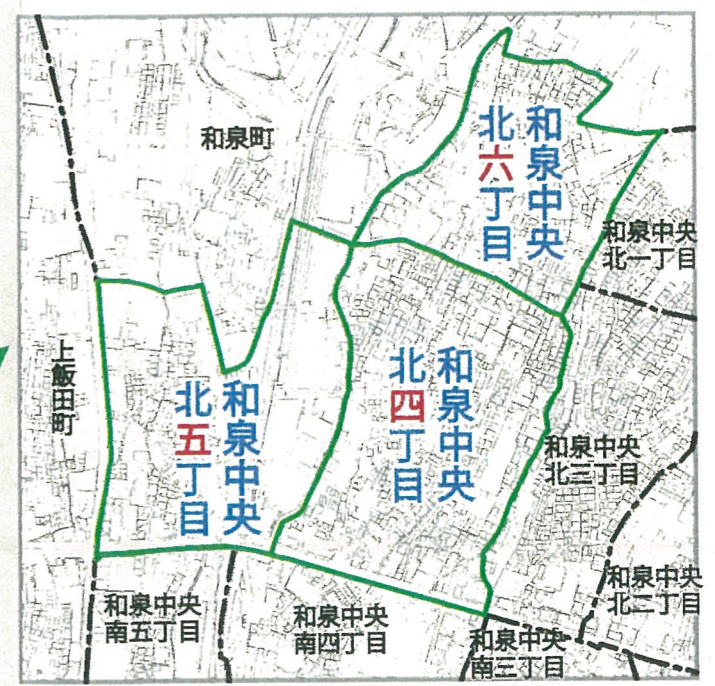 和泉町
和泉中央
北六丁目
和泉中央
北一丁目
上飯田町
和泉中央
北五丁目
和泉中央
北四丁目
和泉中央
北三丁目
和泉中央
北二丁目
和泉中央
南五丁目
和泉中央
南四丁目
和泉中央
南三丁目